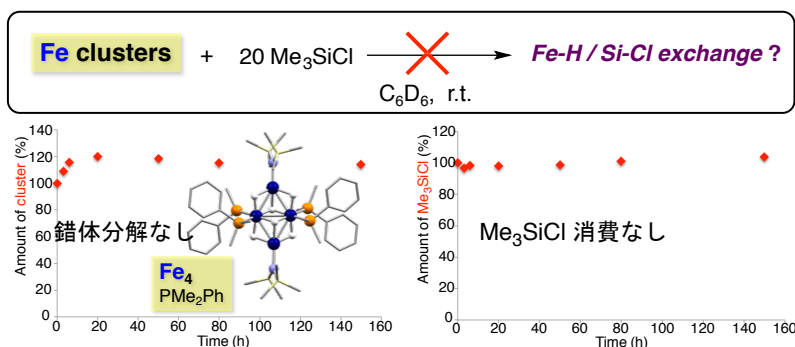 Fe clusters + 20 Me₃SiCl Fe-H / Si-Cl exchange ?
C₆D₆, r.t.
Amount of cluster (%)
140
120
100
80
60
40
20
0
錯体分解なし
Fe₄
PMe₂Ph
0 20 40 60 80 100 120 140 160
Time (h)
Amount of Me₃SiCl (%)
120
100
80
60
40
20
0
Me₃SiCl 消費なし
0 20 40 60 80 100 120 140 160
Time (h)